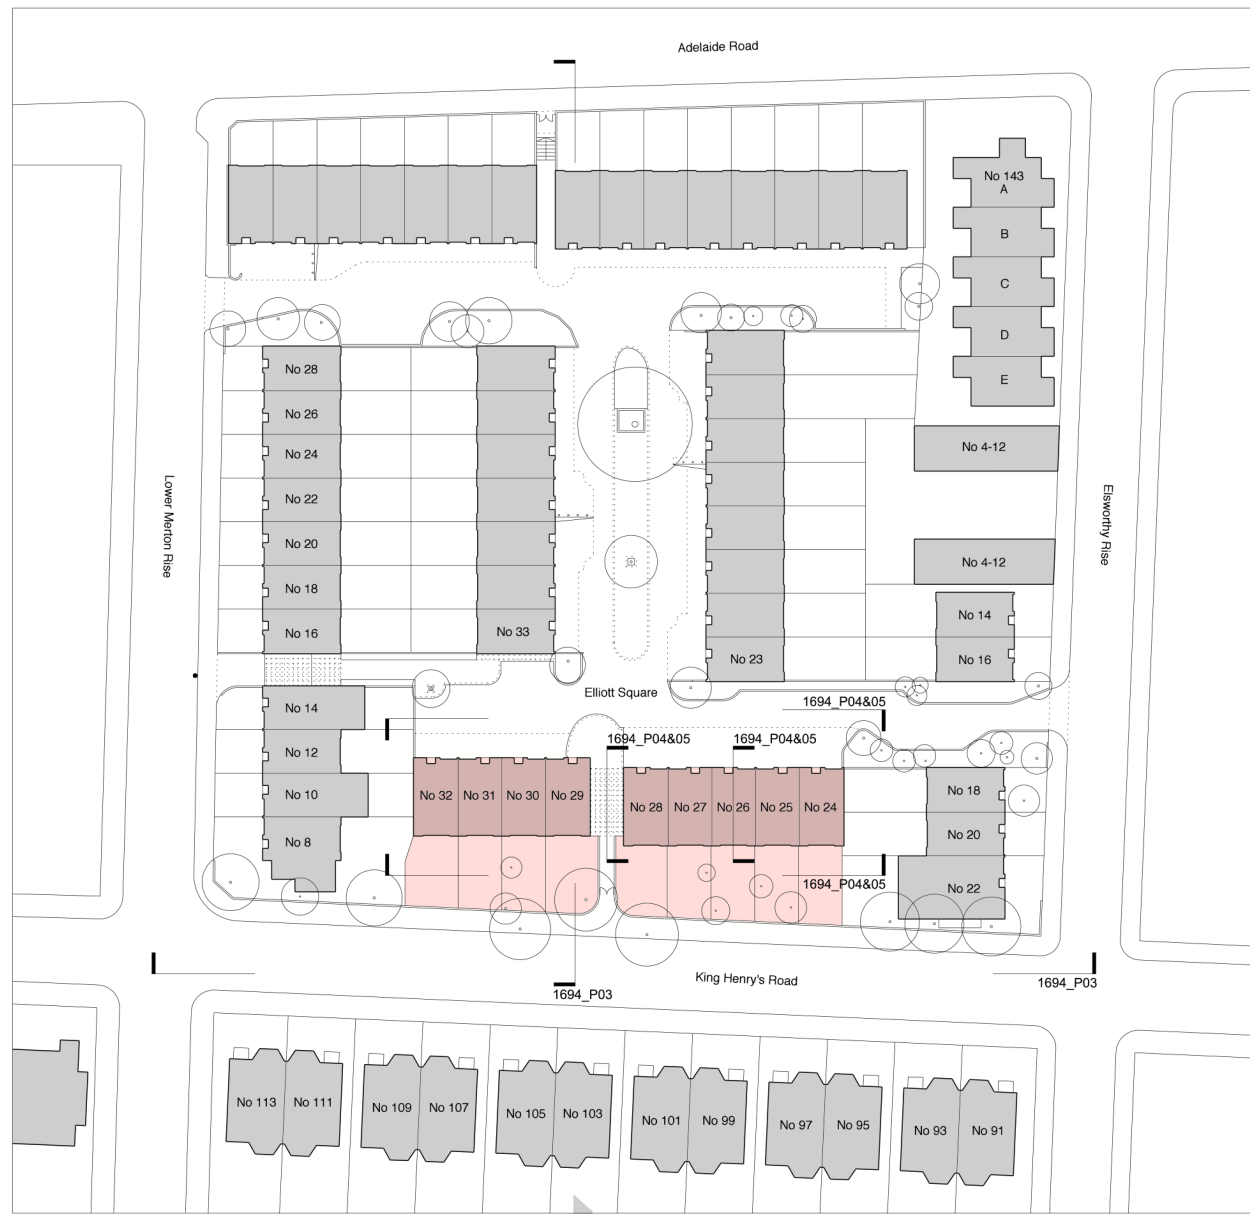 Adelaide Road
No 143
A
B
C
D
E
No 28
No 26
No 24
No 22
No 20
No 18
No 16
No 33
No 23
No 4-12
No 4-12
No 14
No 16
Lower Merton Rise
Elsworthy Rise
Elliott Square
1694_P04&05
1694_P04&05
1694_P04&05
No 14
No 12
No 10
No 8
No 32
No 31
No 30
No 29
No 28
No 27
No 26
No 25
No 24
No 18
No 20
No 22
1694_P04&05
King Henry's Road
1694_P03
1694_P03
No 113
No 111
No 109
No 107
No 105
No 103
No 101
No 99
No 97
No 95
No 93
No 91